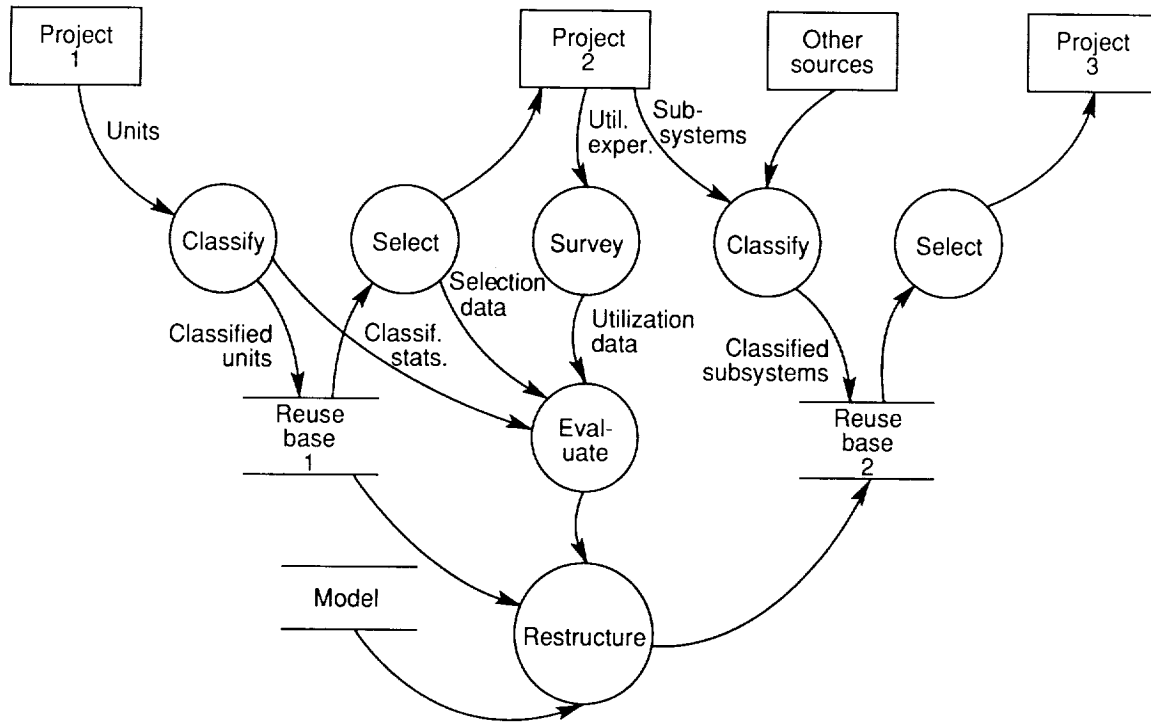 Project
1
Project
2
Other
sources
Project
3
Units
Util.
exper.
Sub-
systems
Classify
Select
Survey
Classify
Select
Selection
data
Classified
units
Classif.
stats.
Utilization
data
Classified
subsystems
Reuse
base
1
Eval-
uate
Reuse
base
2
Model
Restructure